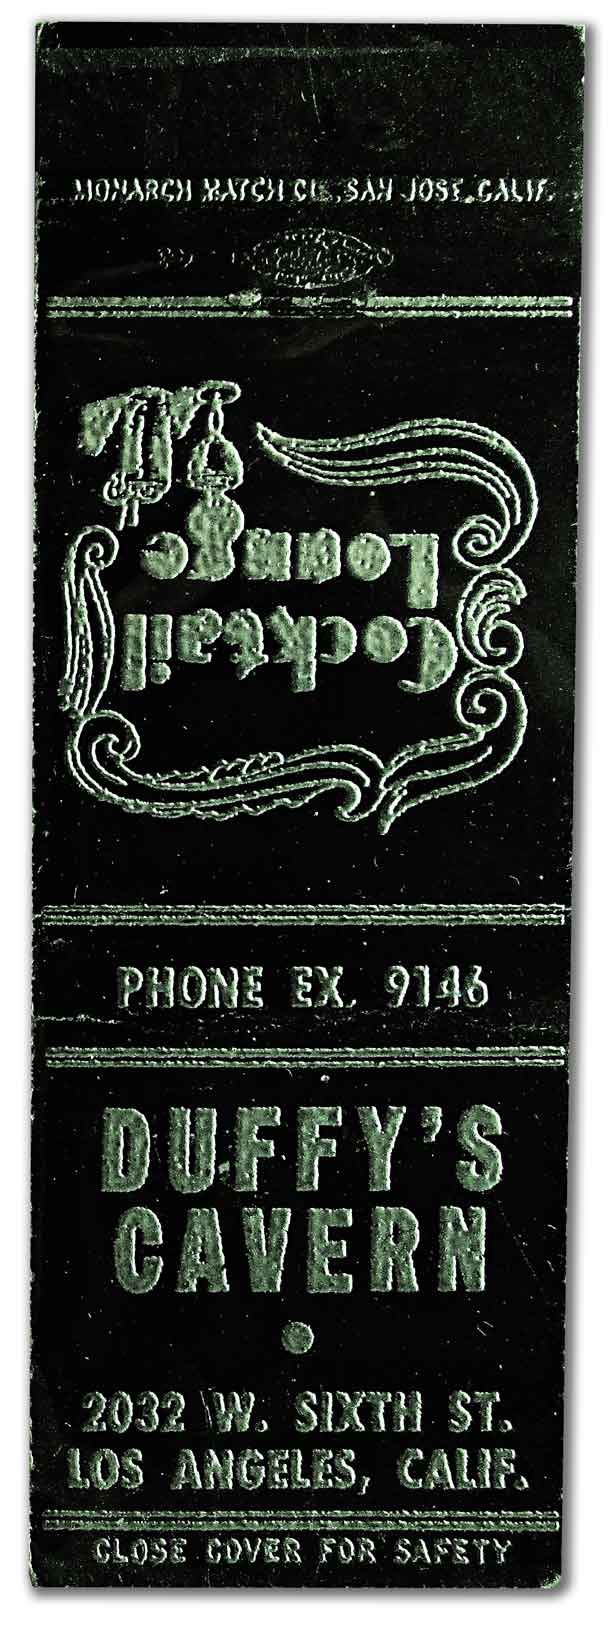 MONARCH MATCH CO., SAN JOSE, CALIF.
Cocktail
Lounge
PHONE EX. 9146
DUFFY'S
CAVERN
2032 W. SIXTH ST.
LOS ANGELES, CALIF.
CLOSE COVER FOR SAFETY